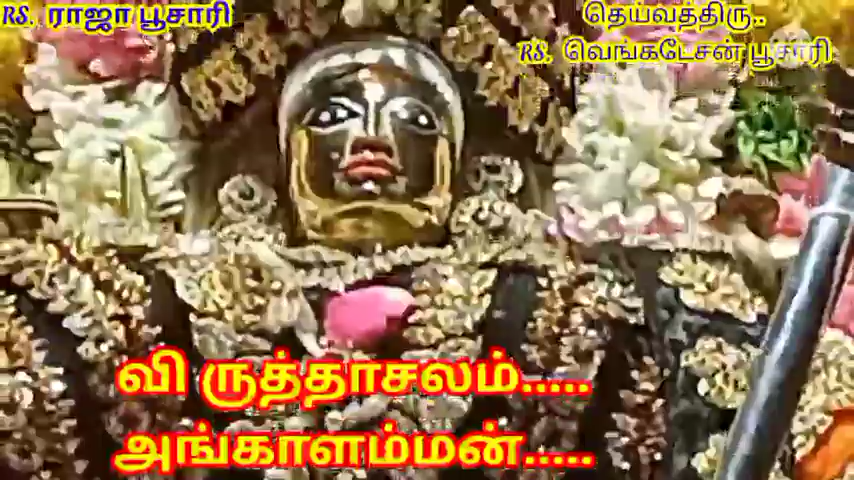 RS. ராஜா பூசாரி
தெய்வத்திரு..
RS. வெங்கடேசன் பூசாரி
வி ருத்தாசலம்.....
அங்காளம்மன்.....